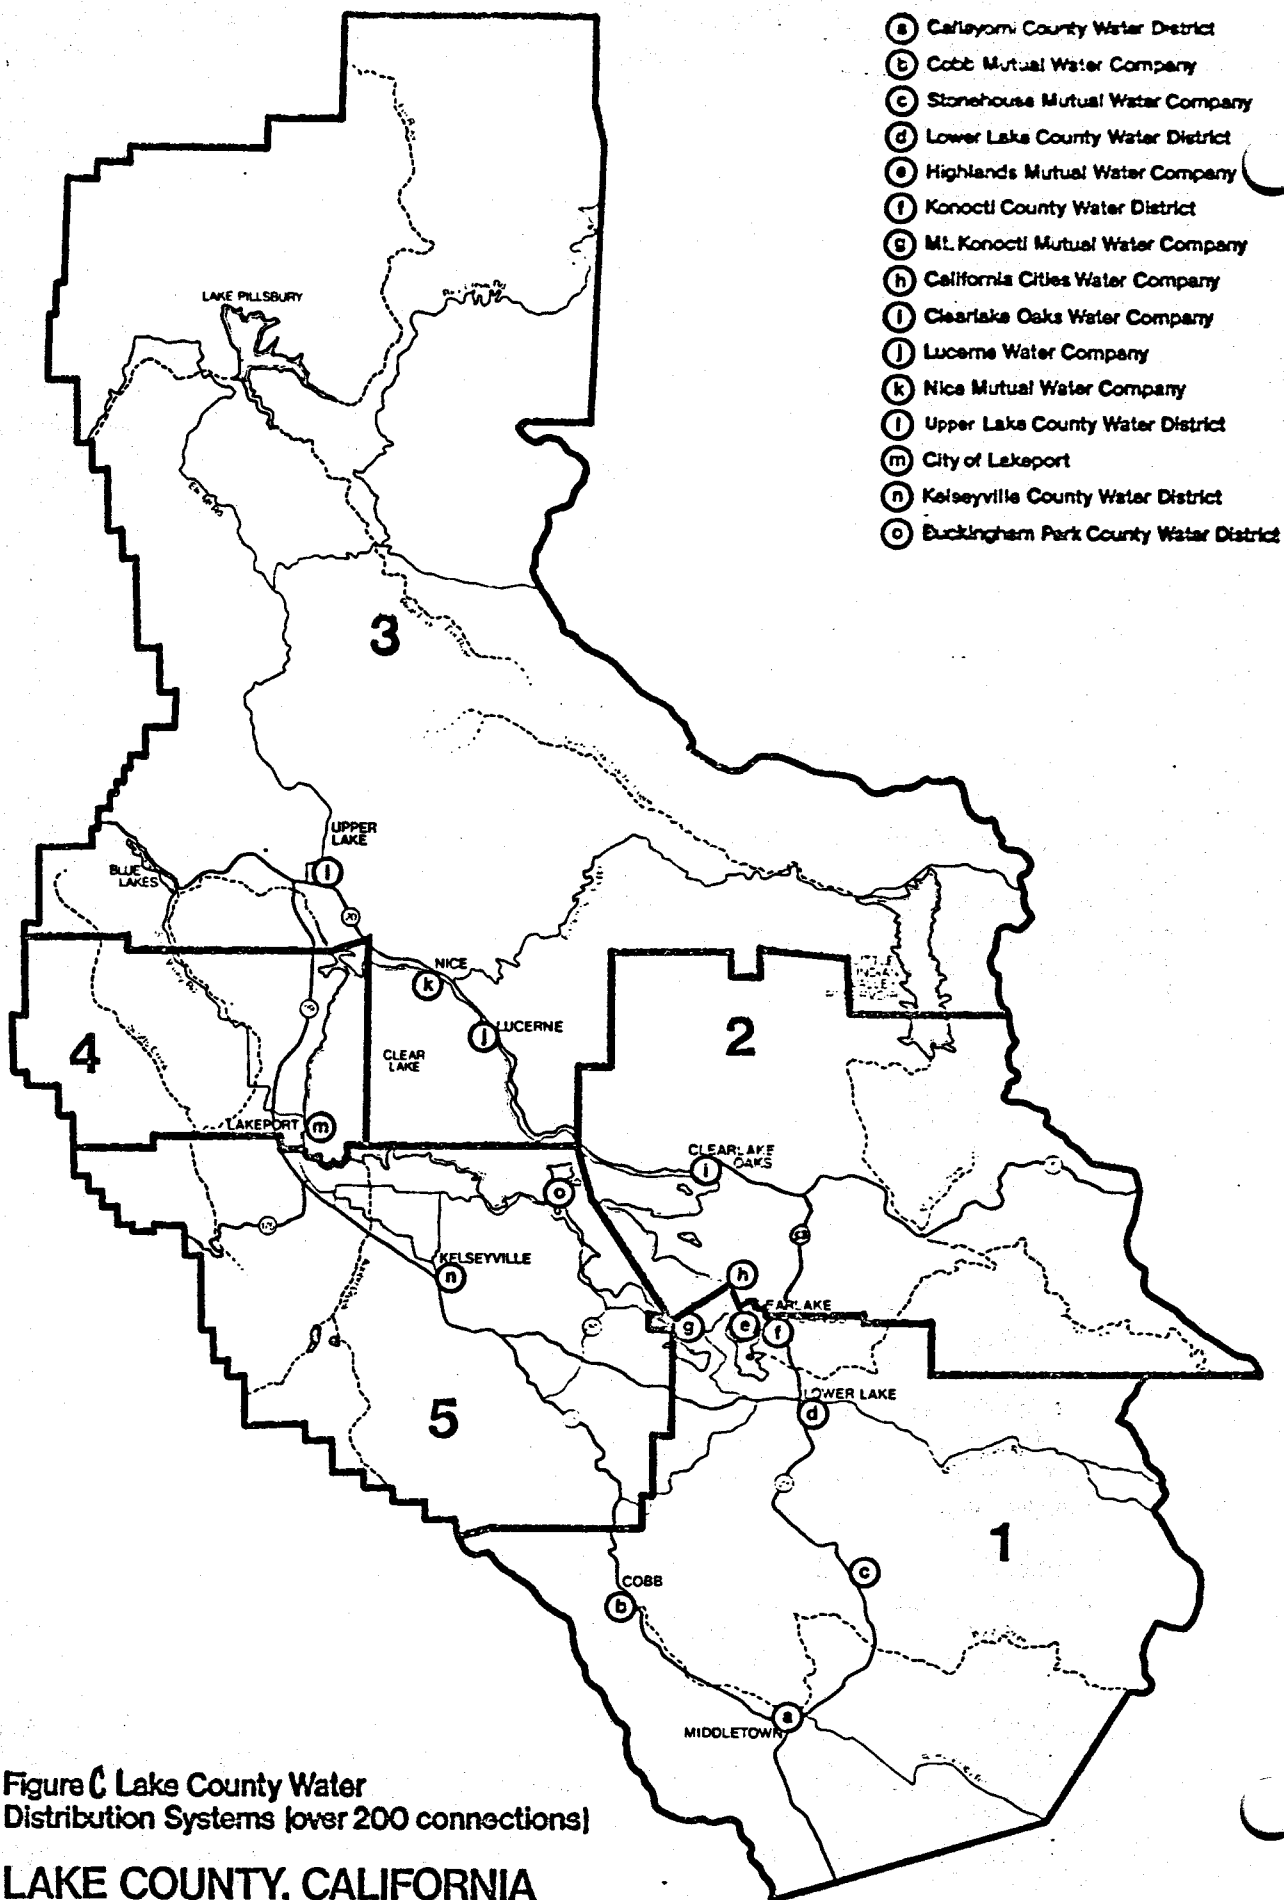 a Callayomi County Water District
b Cobb Mutual Water Company
c Stonehouse Mutual Water Company
d Lower Lake County Water District
e Highlands Mutual Water Company
f Konocti County Water District
g Mt. Konocti Mutual Water Company
h California Cities Water Company
i Clearlake Oaks Water Company
j Lucerne Water Company
k Nice Mutual Water Company
l Upper Lake County Water District
m City of Lakeport
n Kelseyville County Water District
o Buckingham Park County Water District
LAKE PILLSBURY
3
UPPER
LAKE
l
BLUE
LAKES
20
NICE
k
LUCERNE
j
CLEAR
LAKE
2
4
LAKEPORT
m
CLEARLAKE
OAKS
i
o
KELSEYVILLE
n
h
EARLAKE
g
e
f
LOWER LAKE
d
5
1
c
COBB
b
a
MIDDLETOWN
Figure C Lake County Water
Distribution Systems (over 200 connections)
LAKE COUNTY, CALIFORNIA